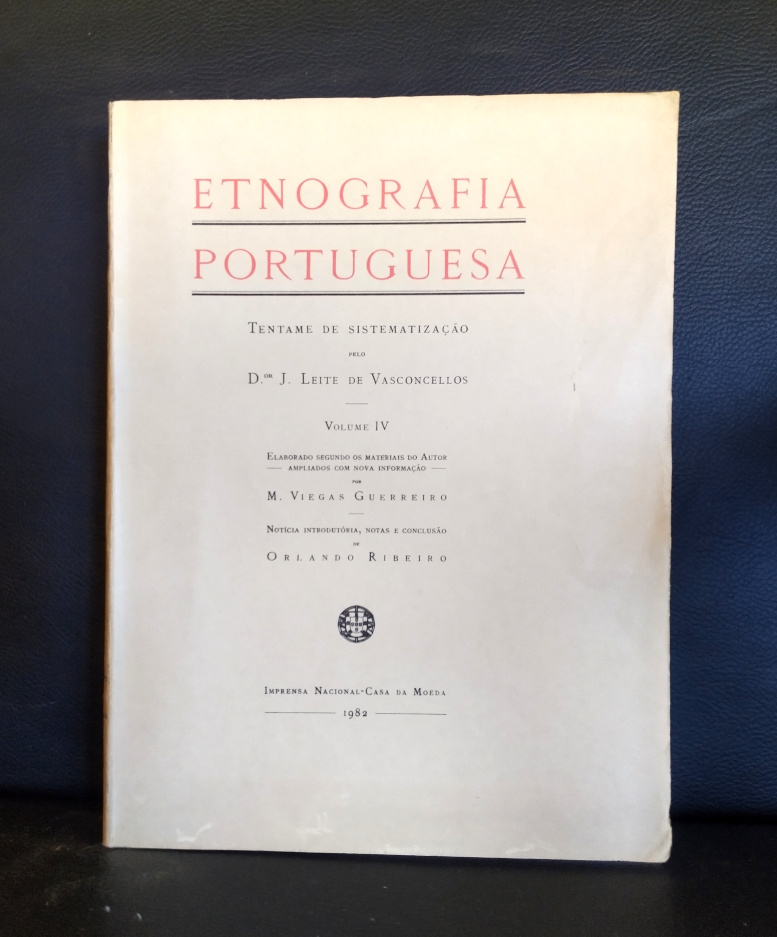 ETNOGRAFIA
PORTUGUESA
TENTAME DE SISTEMATIZAÇÃO
PELO
D.OR J. LEITE DE VASCONCELLOS
VOLUME IV
ELABORADO SEGUNDO OS MATERIAIS DO AUTOR
AMPLIADOS COM NOVA INFORMAÇÃO
POR
M. VIEGAS GUERREIRO
NOTÍCIA INTRODUTÓRIA, NOTAS E CONCLUSÃO
DE
ORLANDO RIBEIRO
IMPRENSA NACIONAL-CASA DA MOEDA
1982